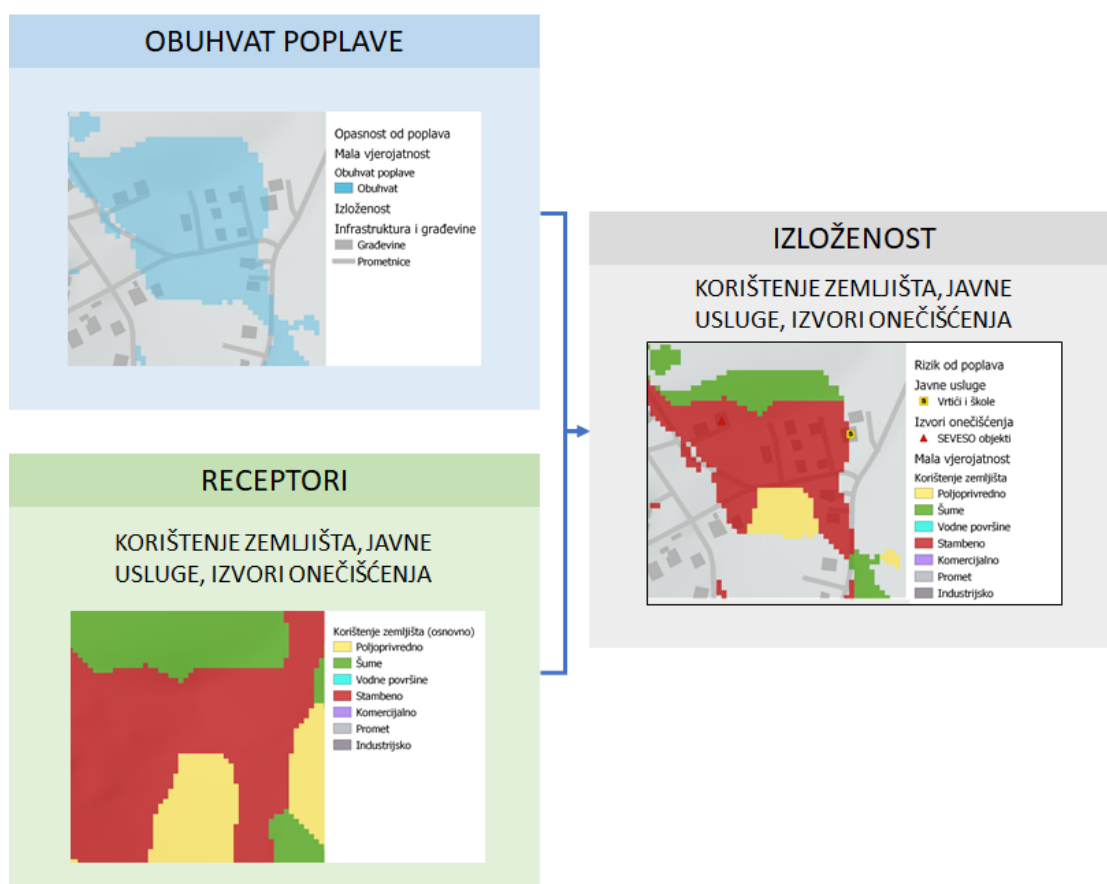 OBUHVAT POPLAVE
Opasnost od poplava
Mala vjerojatnost
Obuhvat poplave
Obuhvat
Izloženost
Infrastruktura i građevine
Građevine
Prometnice
RECEPTORI
KORIŠTENJE ZEMLJIŠTA, JAVNE
USLUGE, IZVORI ONEČIŠĆENJA
Korištenje zemljišta (osnovno)
Poljoprivredno
Šume
Vodne površine
Stambeno
Komercijalno
Promet
Industrijsko
IZLOŽENOST
KORIŠTENJE ZEMLJIŠTA, JAVNE
USLUGE, IZVORI ONEČIŠĆENJA
Rizik od poplava
Javne usluge
Vrtići i škole
Izvori onečišćenja
SEVESO objekti
Mala vjerojatnost
Korištenje zemljišta
Poljoprivredno
Šume
Vodne površine
Stambeno
Komercijalno
Promet
Industrijsko